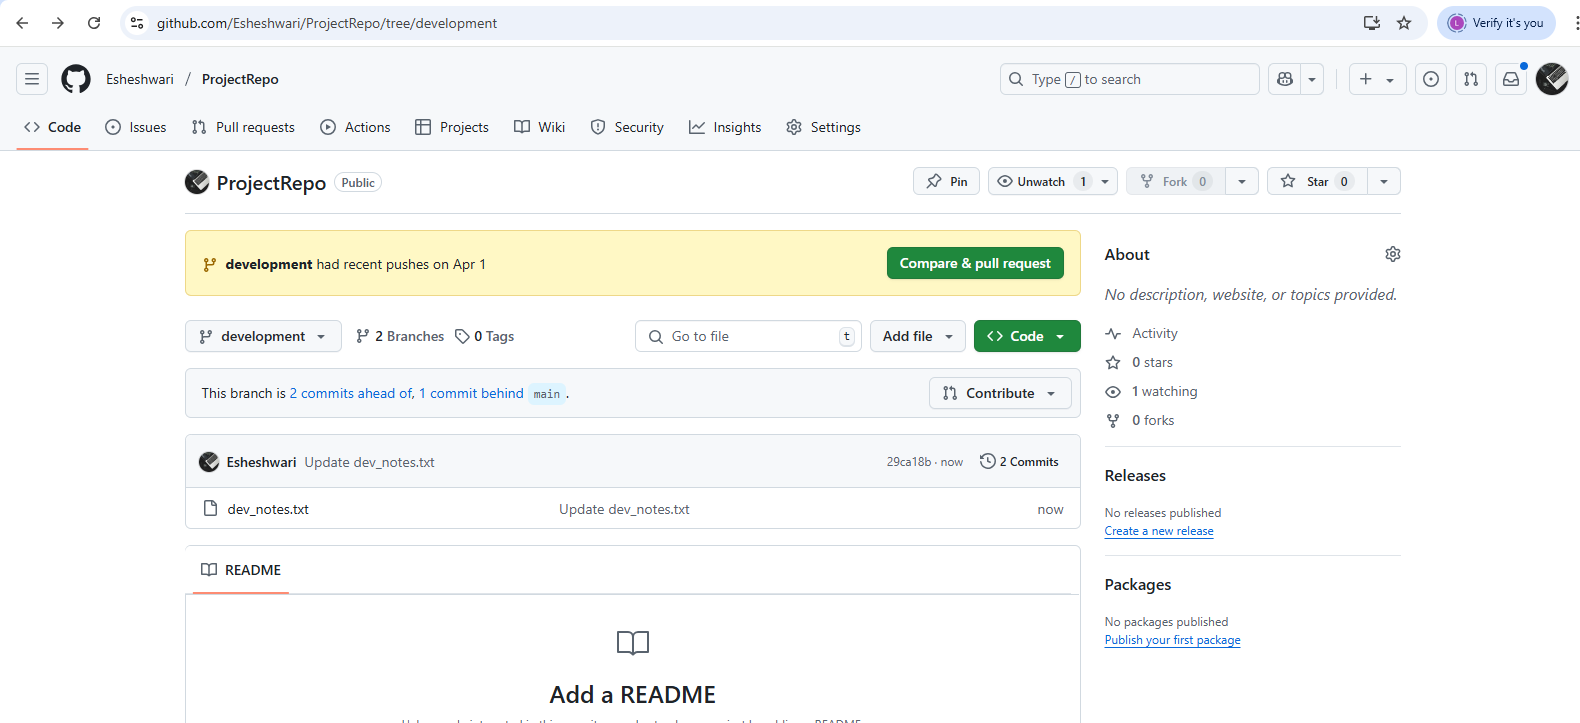 github.com/Esheshwari/ProjectRepo/tree/development
L Verify it's you
Esheshwari / ProjectRepo
Type / to search
Code Issues Pull requests Actions Projects Wiki Security Insights Settings
ProjectRepo Public
Pin Unwatch 1 Fork 0 Star 0
development had recent pushes on Apr 1
Compare & pull request
development 2 Branches 0 Tags
Go to file t
Add file
Code
This branch is 2 commits ahead of, 1 commit behind main.
Contribute
Esheshwari Update dev_notes.txt
29ca18b · now
2 Commits
dev_notes.txt Update dev_notes.txt now
README
Add a README
About
No description, website, or topics provided.
Activity
0 stars
1 watching
0 forks
Releases
No releases published
Create a new release
Packages
No packages published
Publish your first package